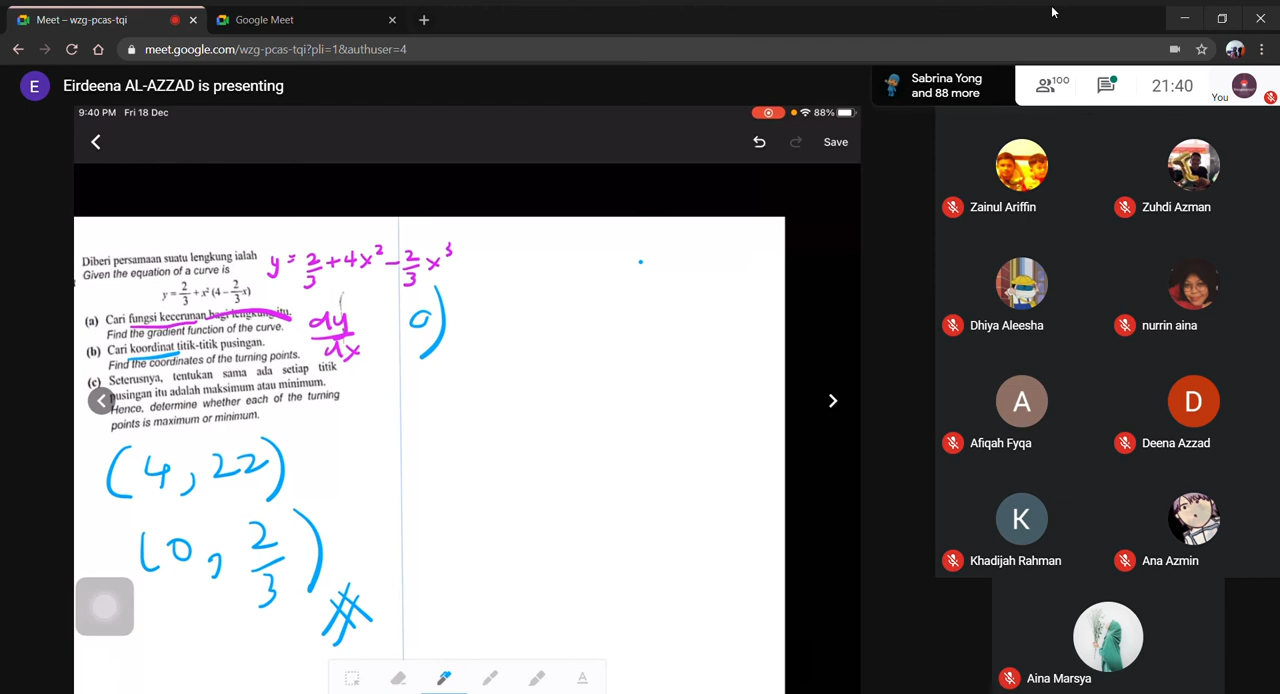 Meet – wzg-pcas-tqi
Google Meet
meet.google.com/wzg-pcas-tqi?pli=1&authuser=4
E
Eirdeena AL-AZZAD is presenting
Sabrina Yong
and 88 more
100
21:40
You
9:40 PM Fri 18 Dec
88%
Save
Diberi persamaan suatu lengkung ialah
Given the equation of a curve is
y = 2/3 + x² (4 – 2/3 x)
y = 2/3 + 4x² – 2/3 x³
(a) Cari fungsi kecerunan bagi lengkung itu.
Find the gradient function of the curve.
dy/dx
a)
(b) Cari koordinat titik-titik pusingan.
Find the coordinates of the turning points.
(c) Seterusnya, tentukan sama ada setiap titik
pusingan itu adalah maksimum atau minimum.
Hence, determine whether each of the turning
points is maximum or minimum.
(4, 22)
(0, 2/3)
A
Zainul Ariffin
Zuhdi Azman
Dhiya Aleesha
nurrin aina
A
Afiqah Fyqa
D
Deena Azzad
K
Khadijah Rahman
Ana Azmin
Aina Marsya